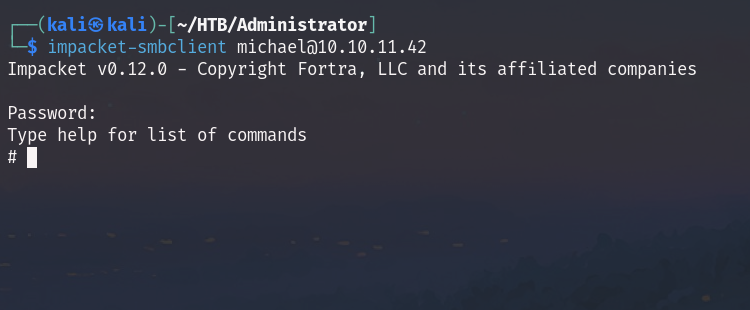 ┌──(kali㉿kali)-[~/HTB/Administrator]
└─$ impacket-smbclient michael@10.10.11.42
Impacket v0.12.0 - Copyright Fortra, LLC and its affiliated companies
Password:
Type help for list of commands
#